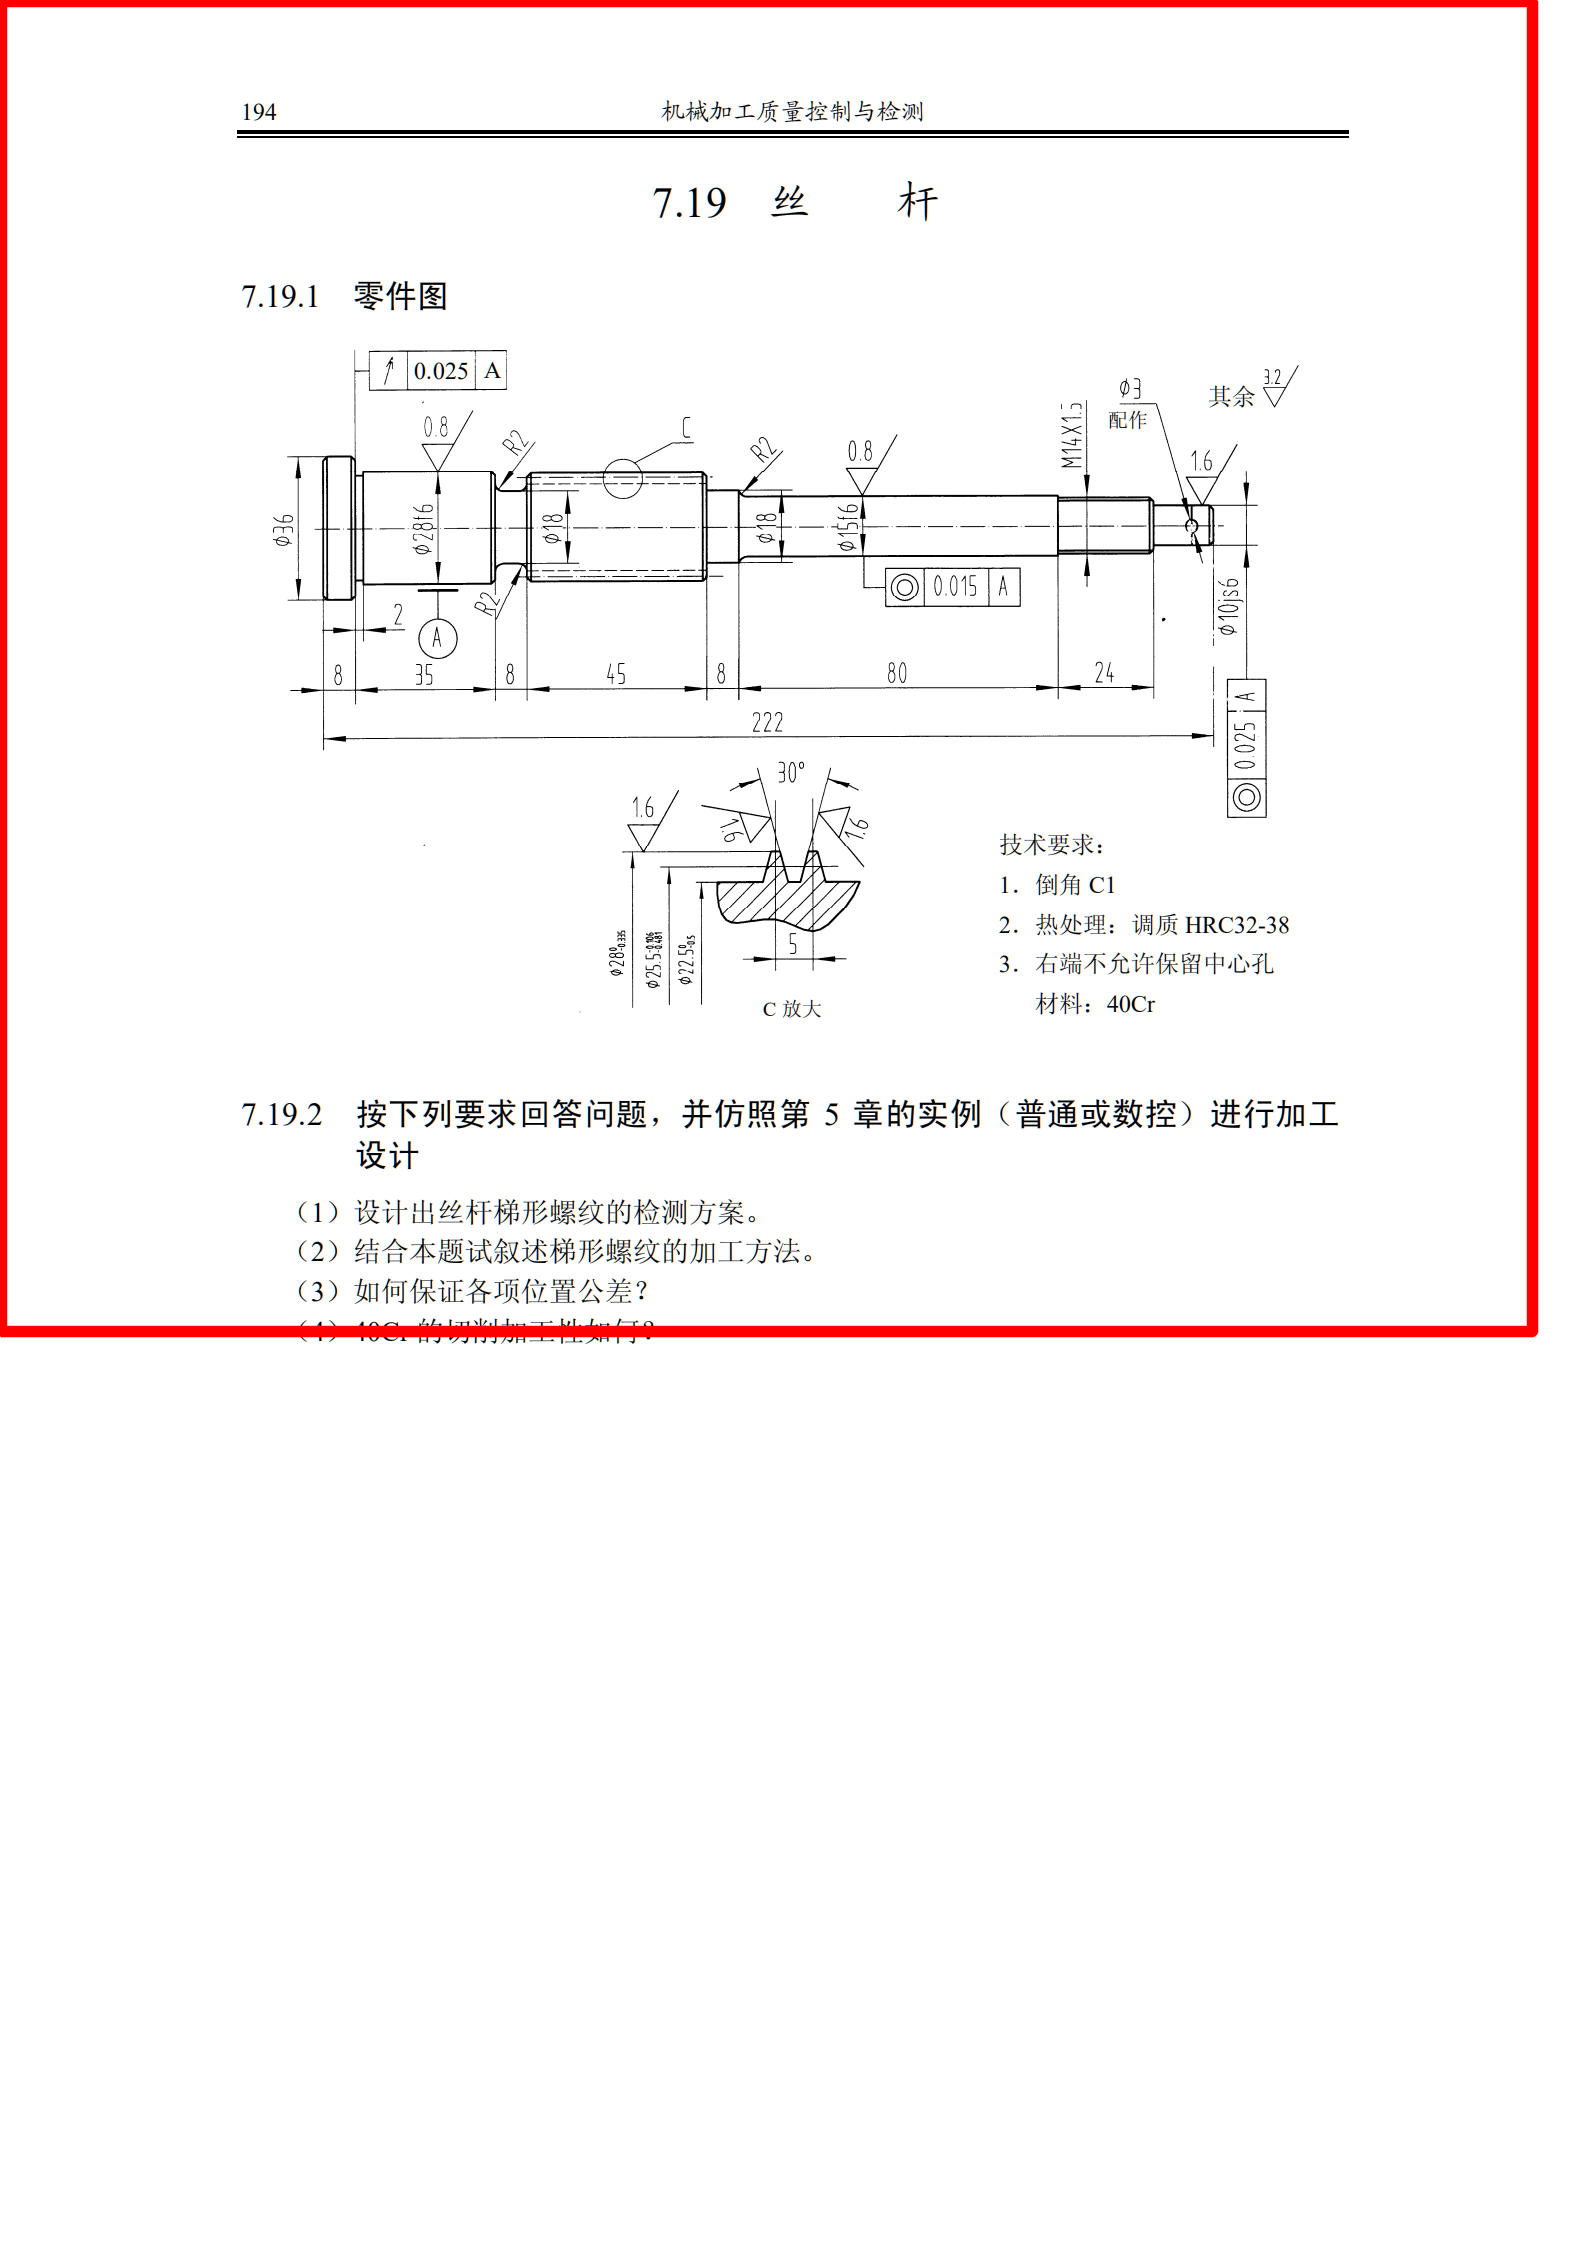 194
机械加工质量控制与检测
7.19 丝 杆
7.19.1 零件图
0.025 A
其余 3.2
φ3
配作
0.8
R2
C
R2
0.8
M14X1.5
1.6
φ36
φ28f6
φ18
φ18
φ15f6
0.015 A
φ10js6
R2
2
A
8
35
8
45
8
80
24
222
0.025 A
30°
1.6
1.6
1.6
φ28 0 -0.335
φ25.5 -0.106 -0.481
φ22.5 0 -0.5
5
C 放大
技术要求：
1. 倒角 C1
2. 热处理：调质 HRC32-38
3. 右端不允许保留中心孔
材料：40Cr
7.19.2 按下列要求回答问题，并仿照第 5 章的实例（普通或数控）进行加工
设计
（1）设计出丝杆梯形螺纹的检测方案。
（2）结合本题试叙述梯形螺纹的加工方法。
（3）如何保证各项位置公差？
（4）40Cr 的切削加工性如何？